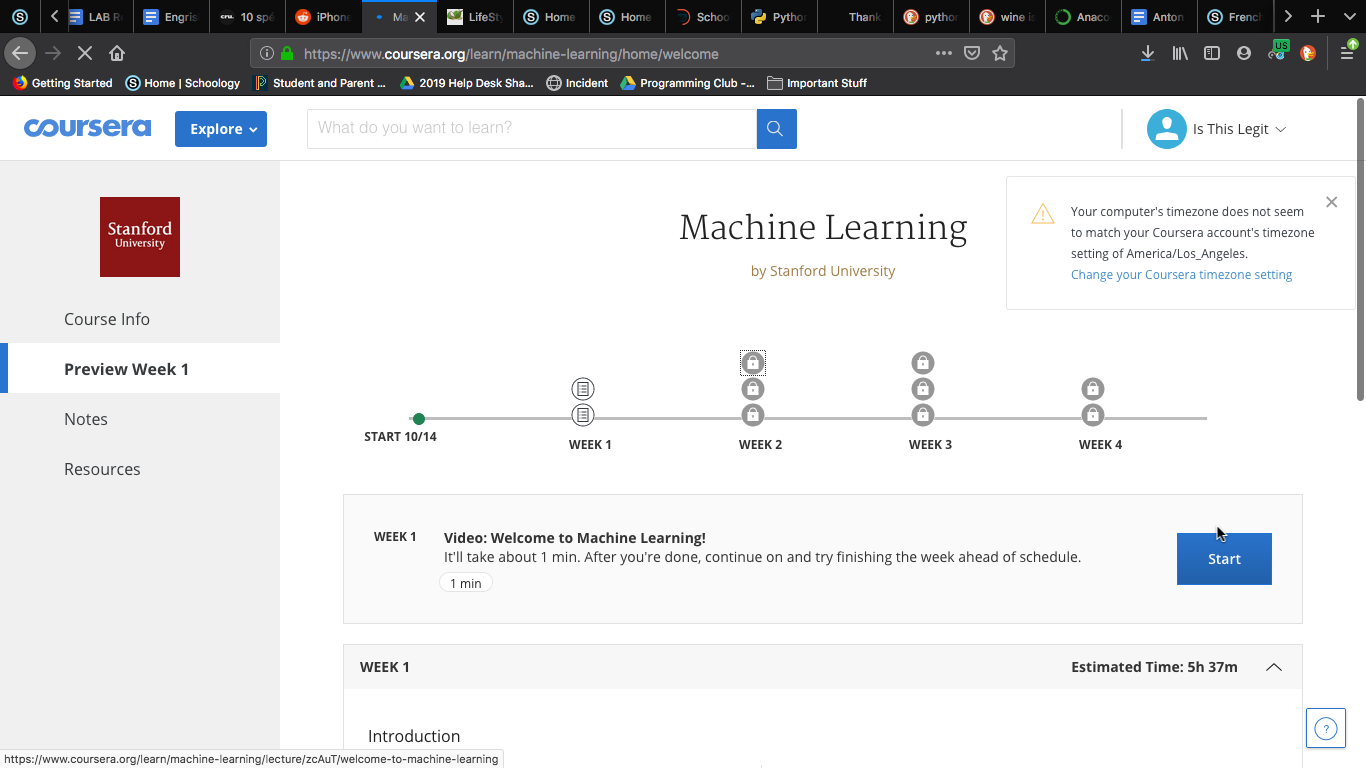 LAB R
Engris
cnu.
10 spé
iPhone
Ma
LifeSty
Home
Home
Schoo
Pythor
Thank
python
wine is
Anaco
Anton
French
https://www.coursera.org/learn/machine-learning/home/welcome
US
Getting Started
Home | Schoology
Student and Parent ...
2019 Help Desk Sha...
Incident
Programming Club -...
Important Stuff
coursera
Explore
What do you want to learn?
Is This Legit
Stanford
University
Course Info
Preview Week 1
Notes
Resources
Machine Learning
by Stanford University
Your computer's timezone does not seem
to match your Coursera account's timezone
setting of America/Los_Angeles.
Change your Coursera timezone setting
START 10/14
WEEK 1
WEEK 2
WEEK 3
WEEK 4
WEEK 1
Video: Welcome to Machine Learning!
It'll take about 1 min. After you're done, continue on and try finishing the week ahead of schedule.
1 min
Start
WEEK 1
Estimated Time: 5h 37m
Introduction
?
https://www.coursera.org/learn/machine-learning/lecture/zcAuT/welcome-to-machine-learning